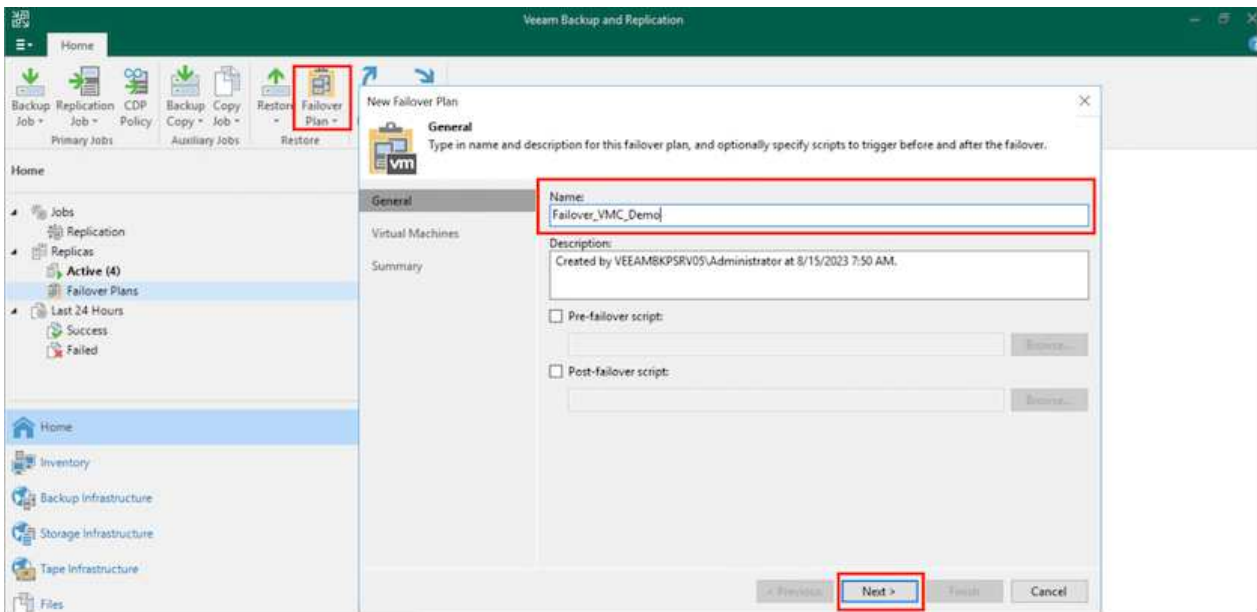 Veeam Backup and Replication
Home
Backup Job
Replication Job
CDP Policy
Backup Copy
Copy Job
Restore
Failover Plan
Primary Jobs
Auxiliary Jobs
Restore
Home
Jobs
Replication
Replicas
Active (4)
Failover Plans
Last 24 Hours
Success
Failed
Home
Inventory
Backup Infrastructure
Storage Infrastructure
Tape Infrastructure
Files
New Failover Plan
vm
General
Type in name and description for this failover plan, and optionally specify scripts to trigger before and after the failover.
General
Virtual Machines
Summary
Name:
Failover_VMC_Demo
Description:
Created by VEEAMBKPSRV05\Administrator at 8/15/2023 7:50 AM.
Pre-failover script:
Browse...
Post-failover script:
Browse...
< Previous
Next >
Finish
Cancel